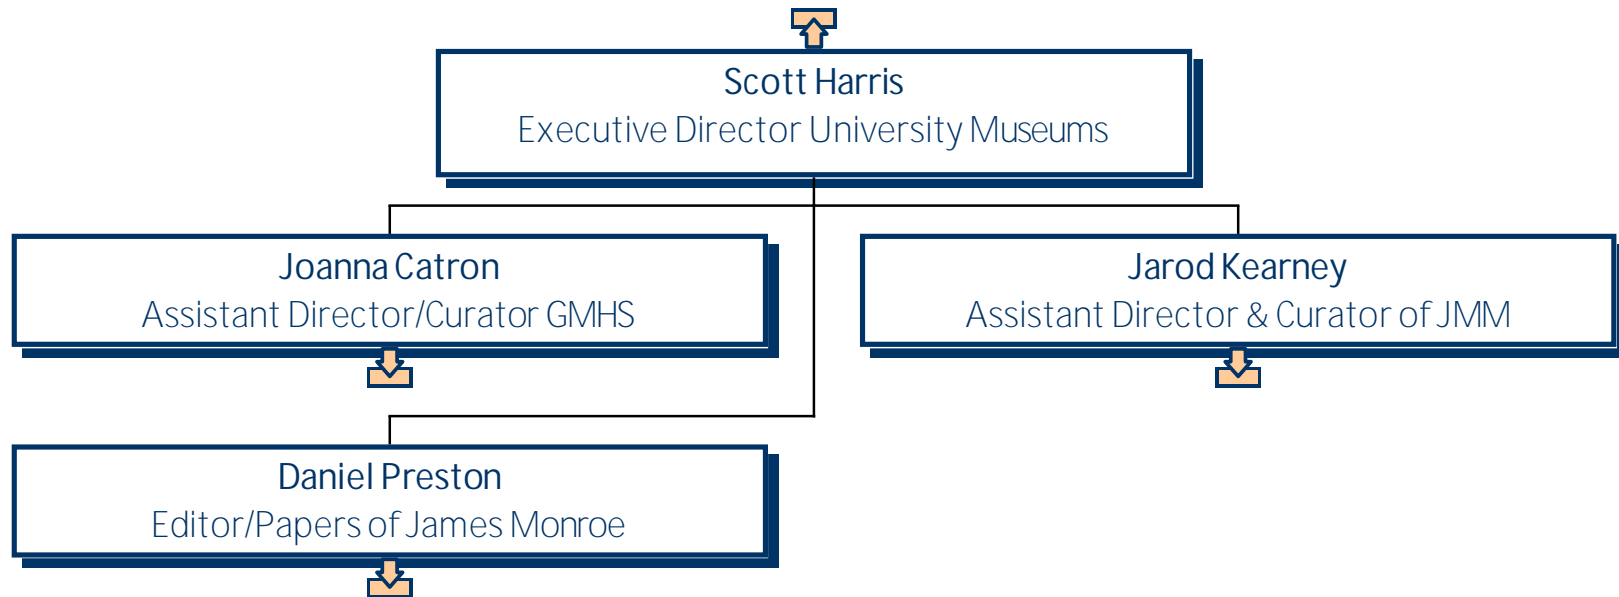 Scott Harris
Executive Director University Museums
Joanna Catron
Assistant Director/Curator GMHS
Jarod Kearney
Assistant Director & Curator of JMM
Daniel Preston
Editor/Papers of James Monroe